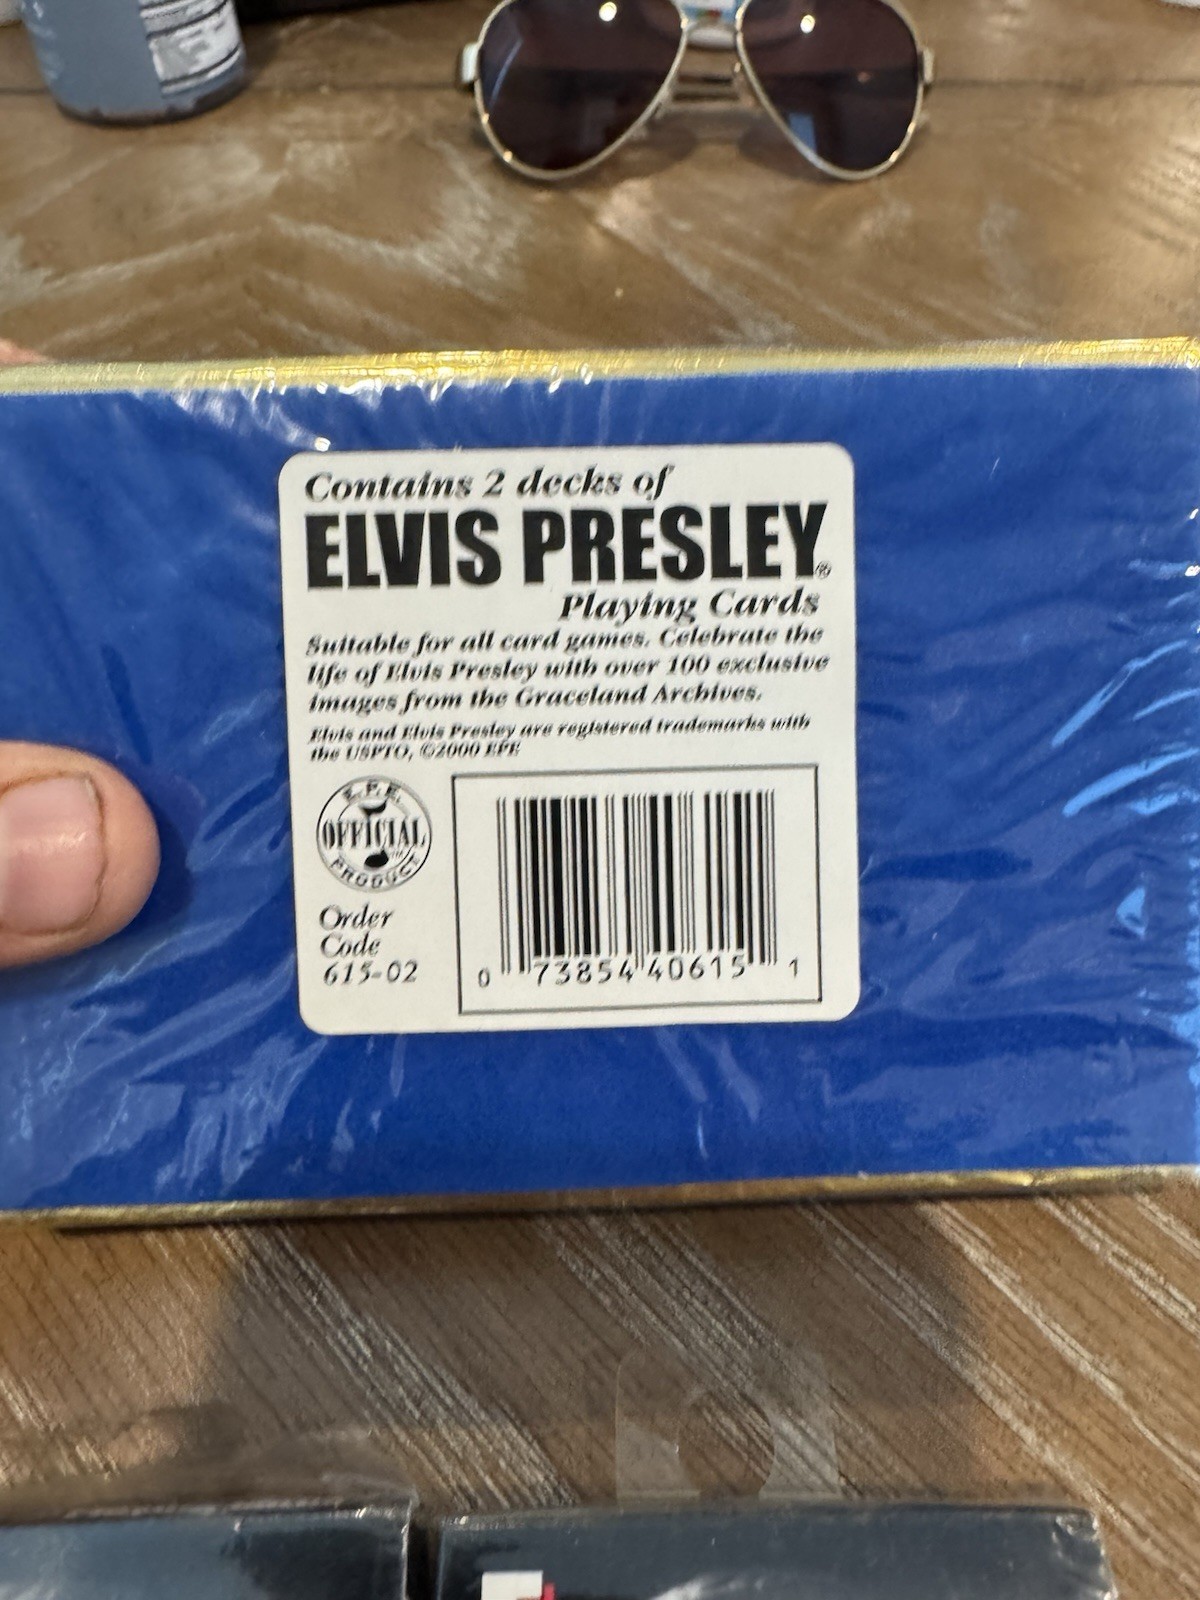 Contains 2 decks of
ELVIS PRESLEY®
Playing Cards
Suitable for all card games. Celebrate the
life of Elvis Presley with over 100 exclusive
images from the Graceland Archives.
Elvis and Elvis Presley are registered trademarks with
the USPTO, ©2000 EPE
E.P.E.
OFFICIAL
PRODUCT
Order
Code
615-02
0 73854 40615 1